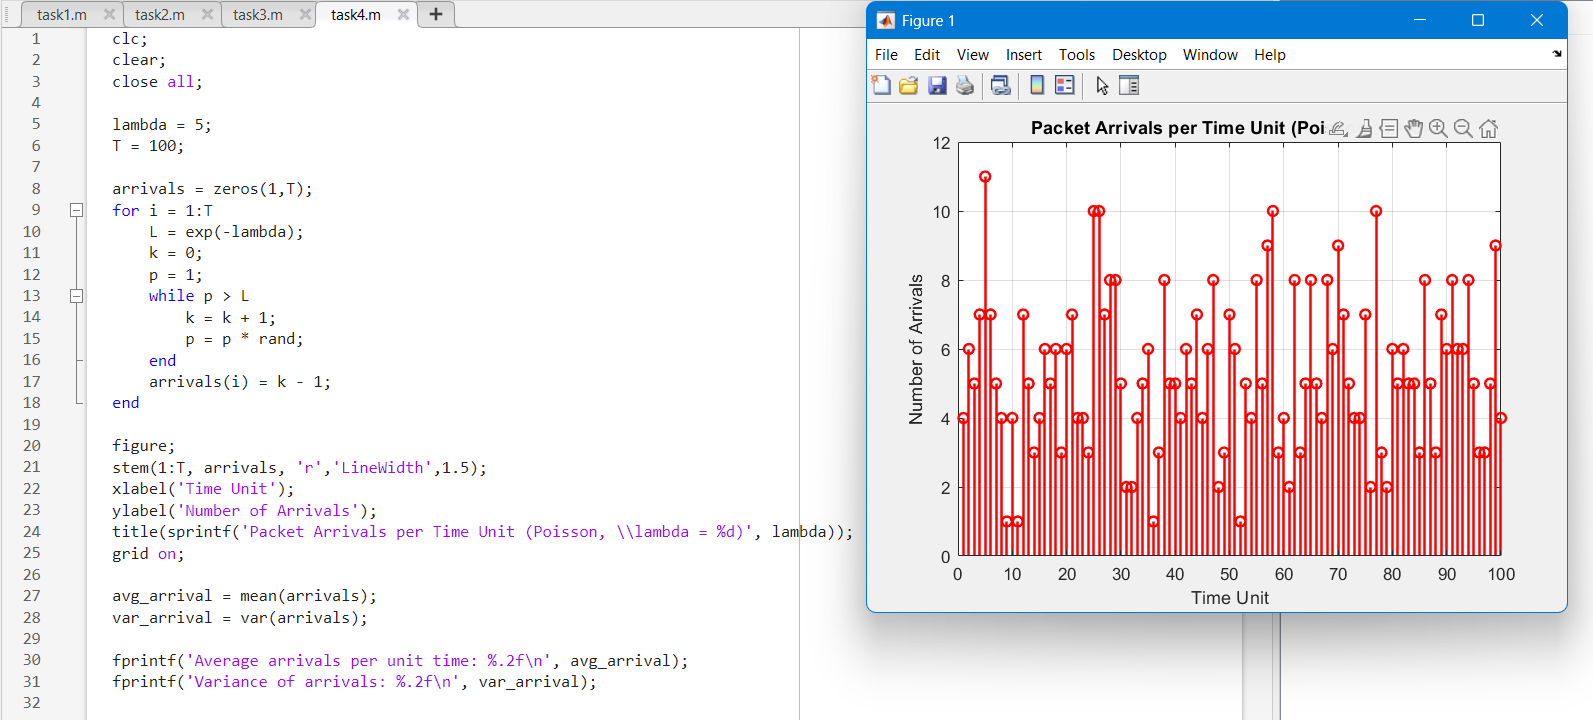 task1.m task2.m task3.m task4.m
1 clc;
2 clear;
3 close all;
4
5 lambda = 5;
6 T = 100;
7
8 arrivals = zeros(1,T);
9 for i = 1:T
10 L = exp(-lambda);
11 k = 0;
12 p = 1;
13 while p > L
14 k = k + 1;
15 p = p * rand;
16 end
17 arrivals(i) = k - 1;
18 end
19
20 figure;
21 stem(1:T, arrivals, 'r','LineWidth',1.5);
22 xlabel('Time Unit');
23 ylabel('Number of Arrivals');
24 title(sprintf('Packet Arrivals per Time Unit (Poisson, \\lambda = %d)', lambda));
25 grid on;
26
27 avg_arrival = mean(arrivals);
28 var_arrival = var(arrivals);
29
30 fprintf('Average arrivals per unit time: %.2f\n', avg_arrival);
31 fprintf('Variance of arrivals: %.2f\n', var_arrival);
32
Figure 1
File Edit View Insert Tools Desktop Window Help
Packet Arrivals per Time Unit (Poi
12
10
8
6
4
2
0
Number of Arrivals
0 10 20 30 40 50 60 70 80 90 100
Time Unit